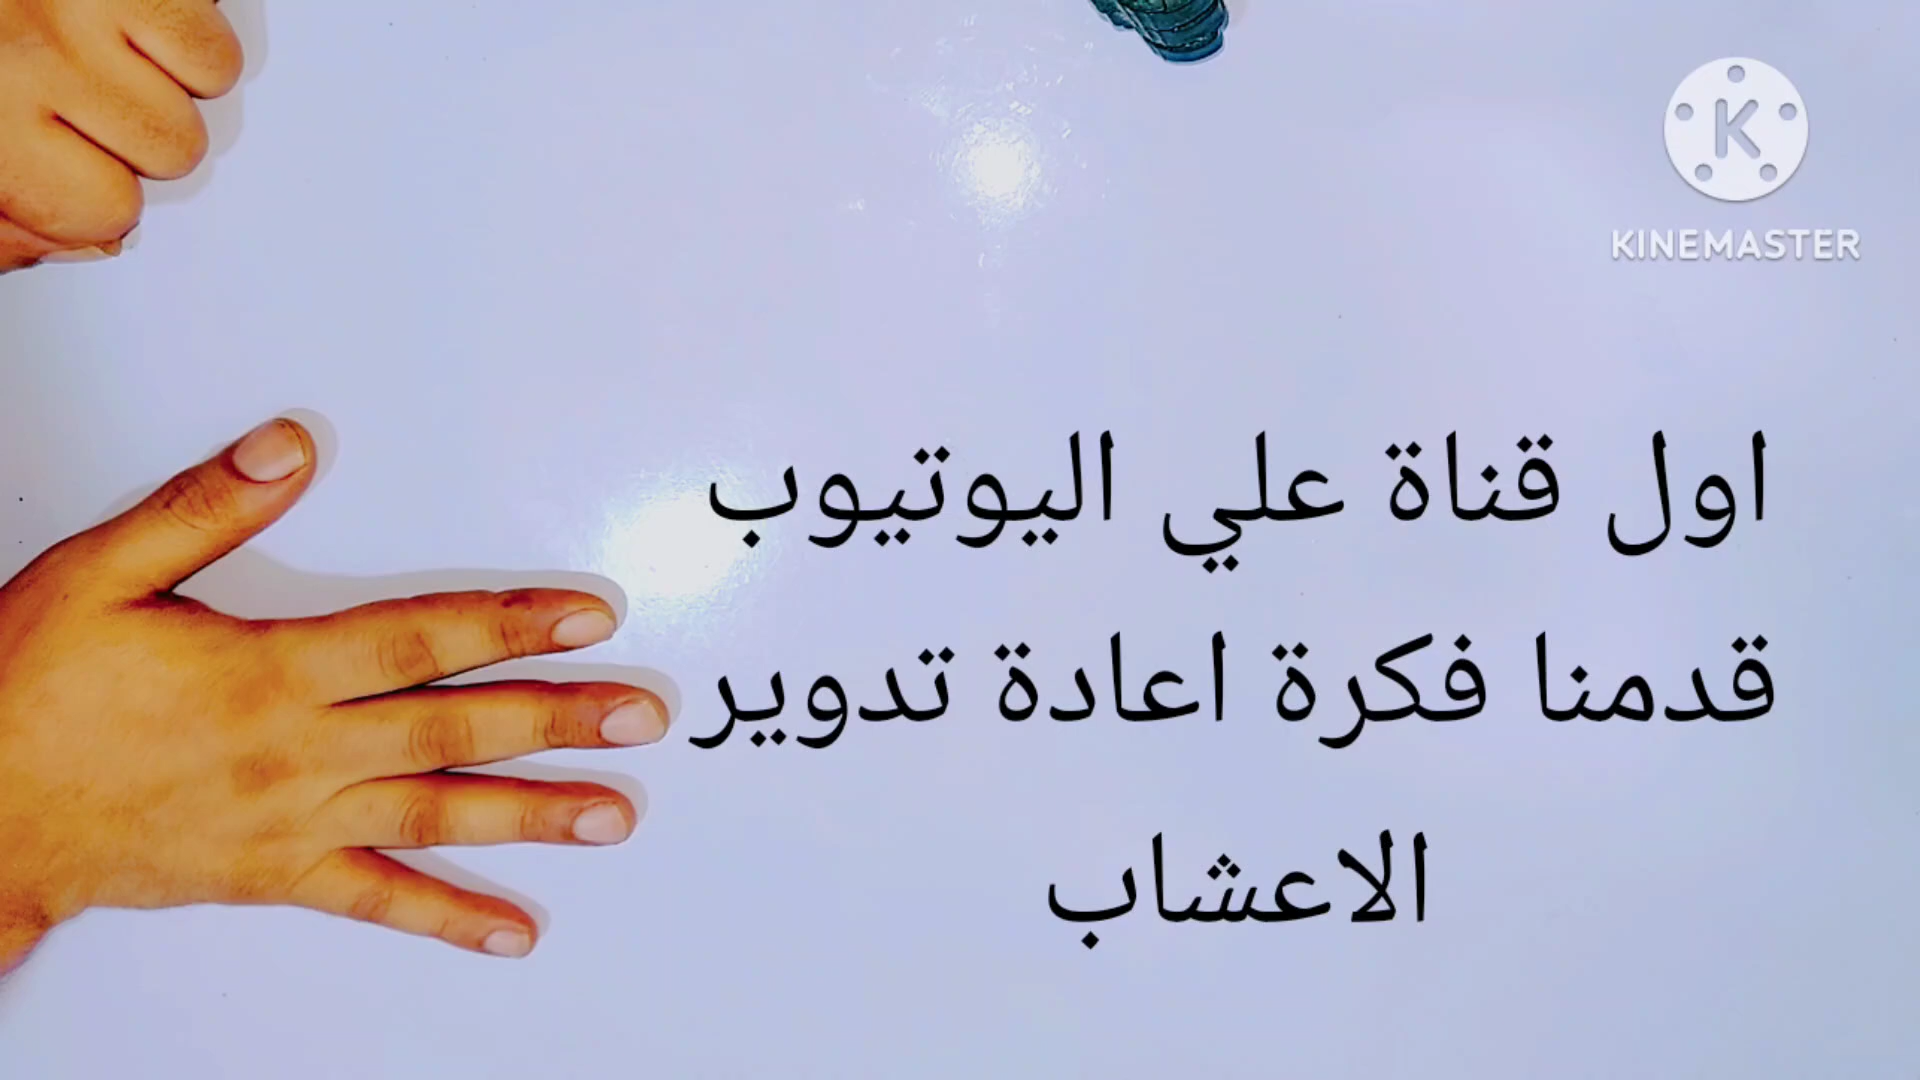 K
KINEMASTER
اول قناة علي اليوتيوب
قدمنا فكرة اعادة تدوير
الاعشاب